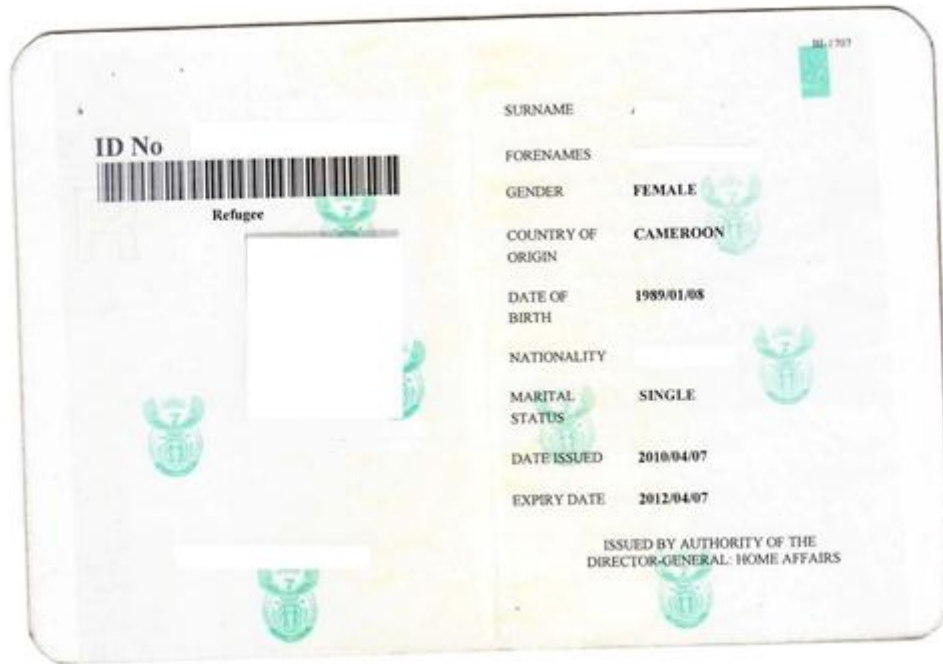 BI-1707
ID No
Refugee
SURNAME
FORENAMES
GENDER FEMALE
COUNTRY OF CAMEROON
ORIGIN
DATE OF 1989/01/08
BIRTH
NATIONALITY
MARITAL SINGLE
STATUS
DATE ISSUED 2010/04/07
EXPIRY DATE 2012/04/07
ISSUED BY AUTHORITY OF THE
DIRECTOR-GENERAL: HOME AFFAIRS